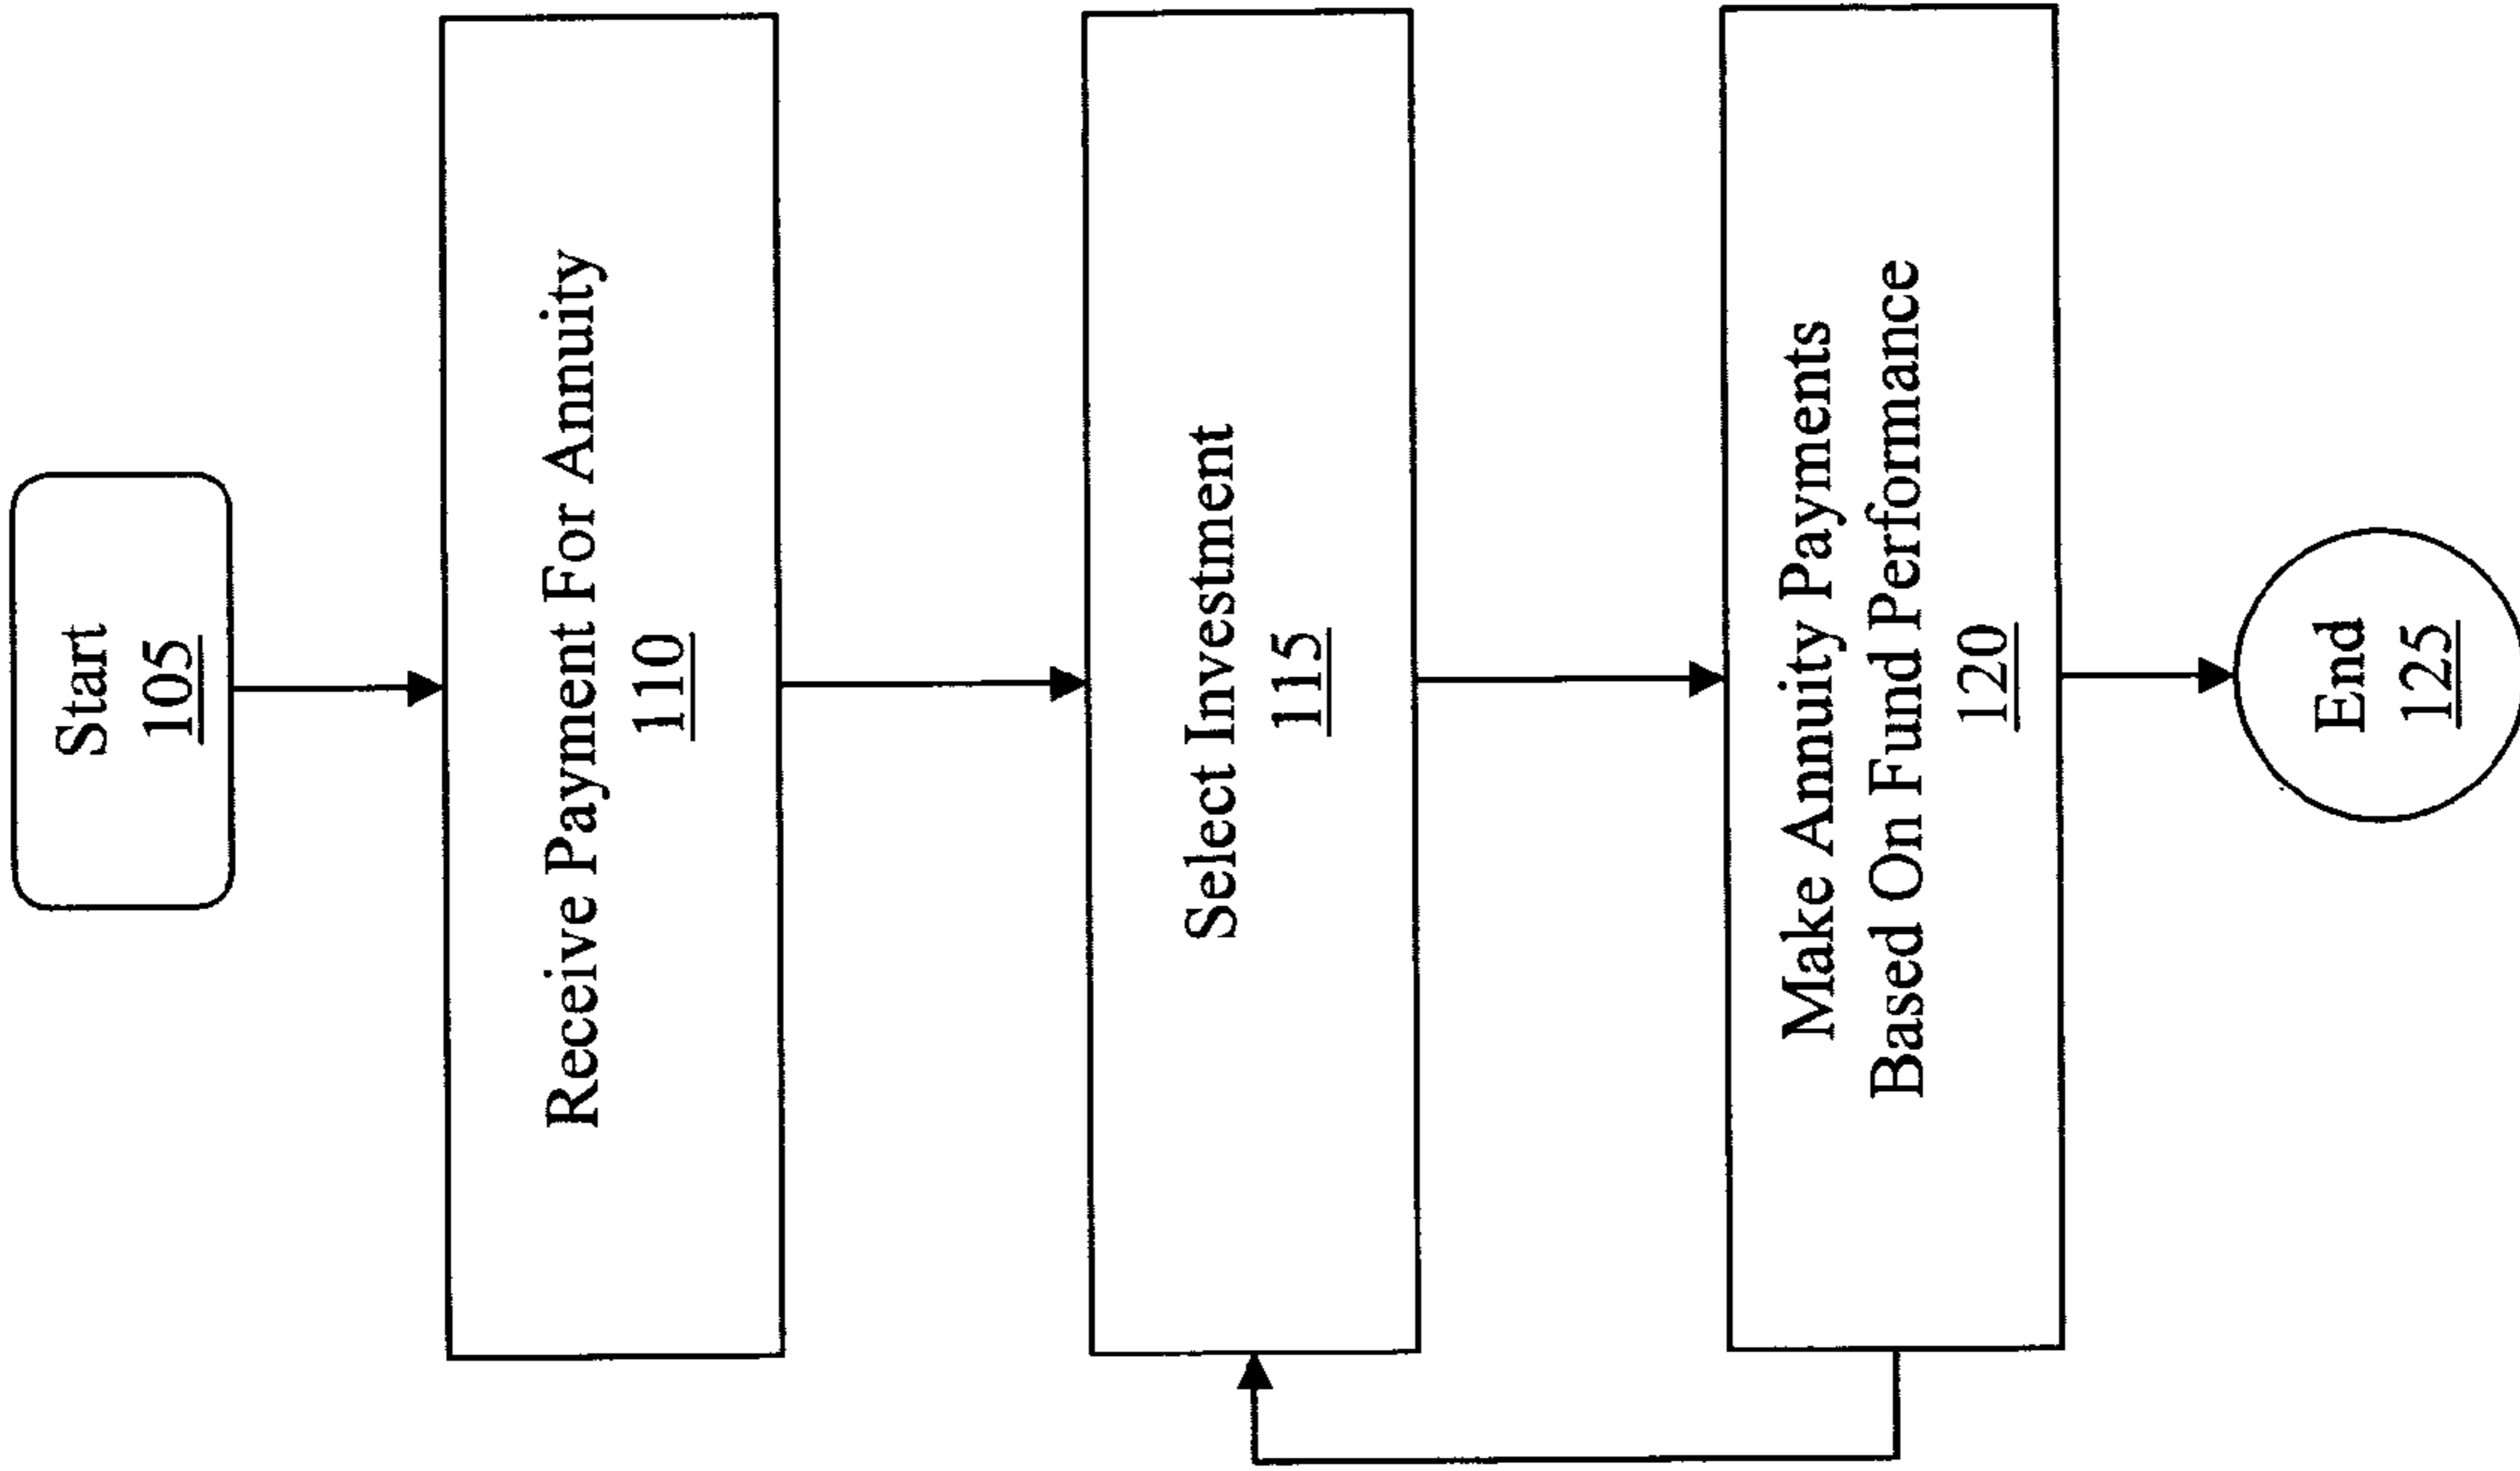 Start
105
Receive Payment For Annuity
110
Select Investment
115
Make Annuity Payments
Based On Fund Performance
120
End
125